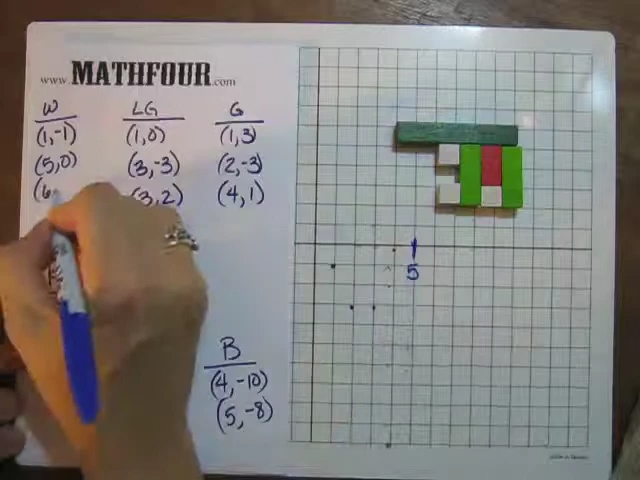 www.MATHFOUR.com
W LG G
(1,-1) (1,0) (1,3)
(5,0) (3,-3) (2,-3)
(6, (3,2) (4,1)
5
B
(4,-10)
(5,-8)